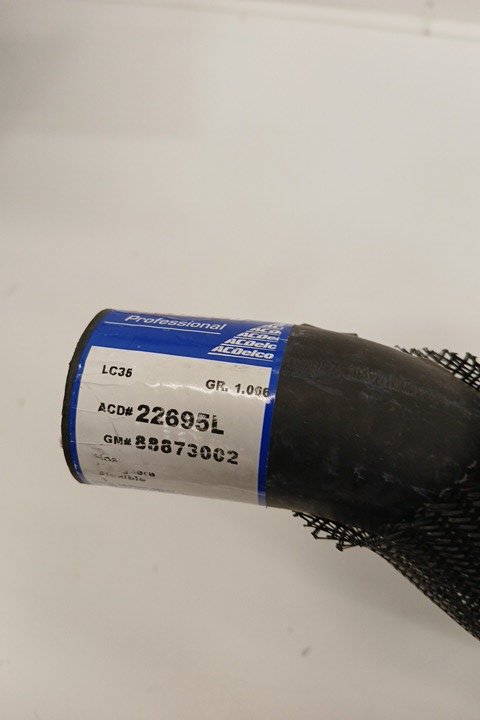 Professional
ACDelco
LC35
GR. 1.066
ACD# 22695L
GM# 88873002